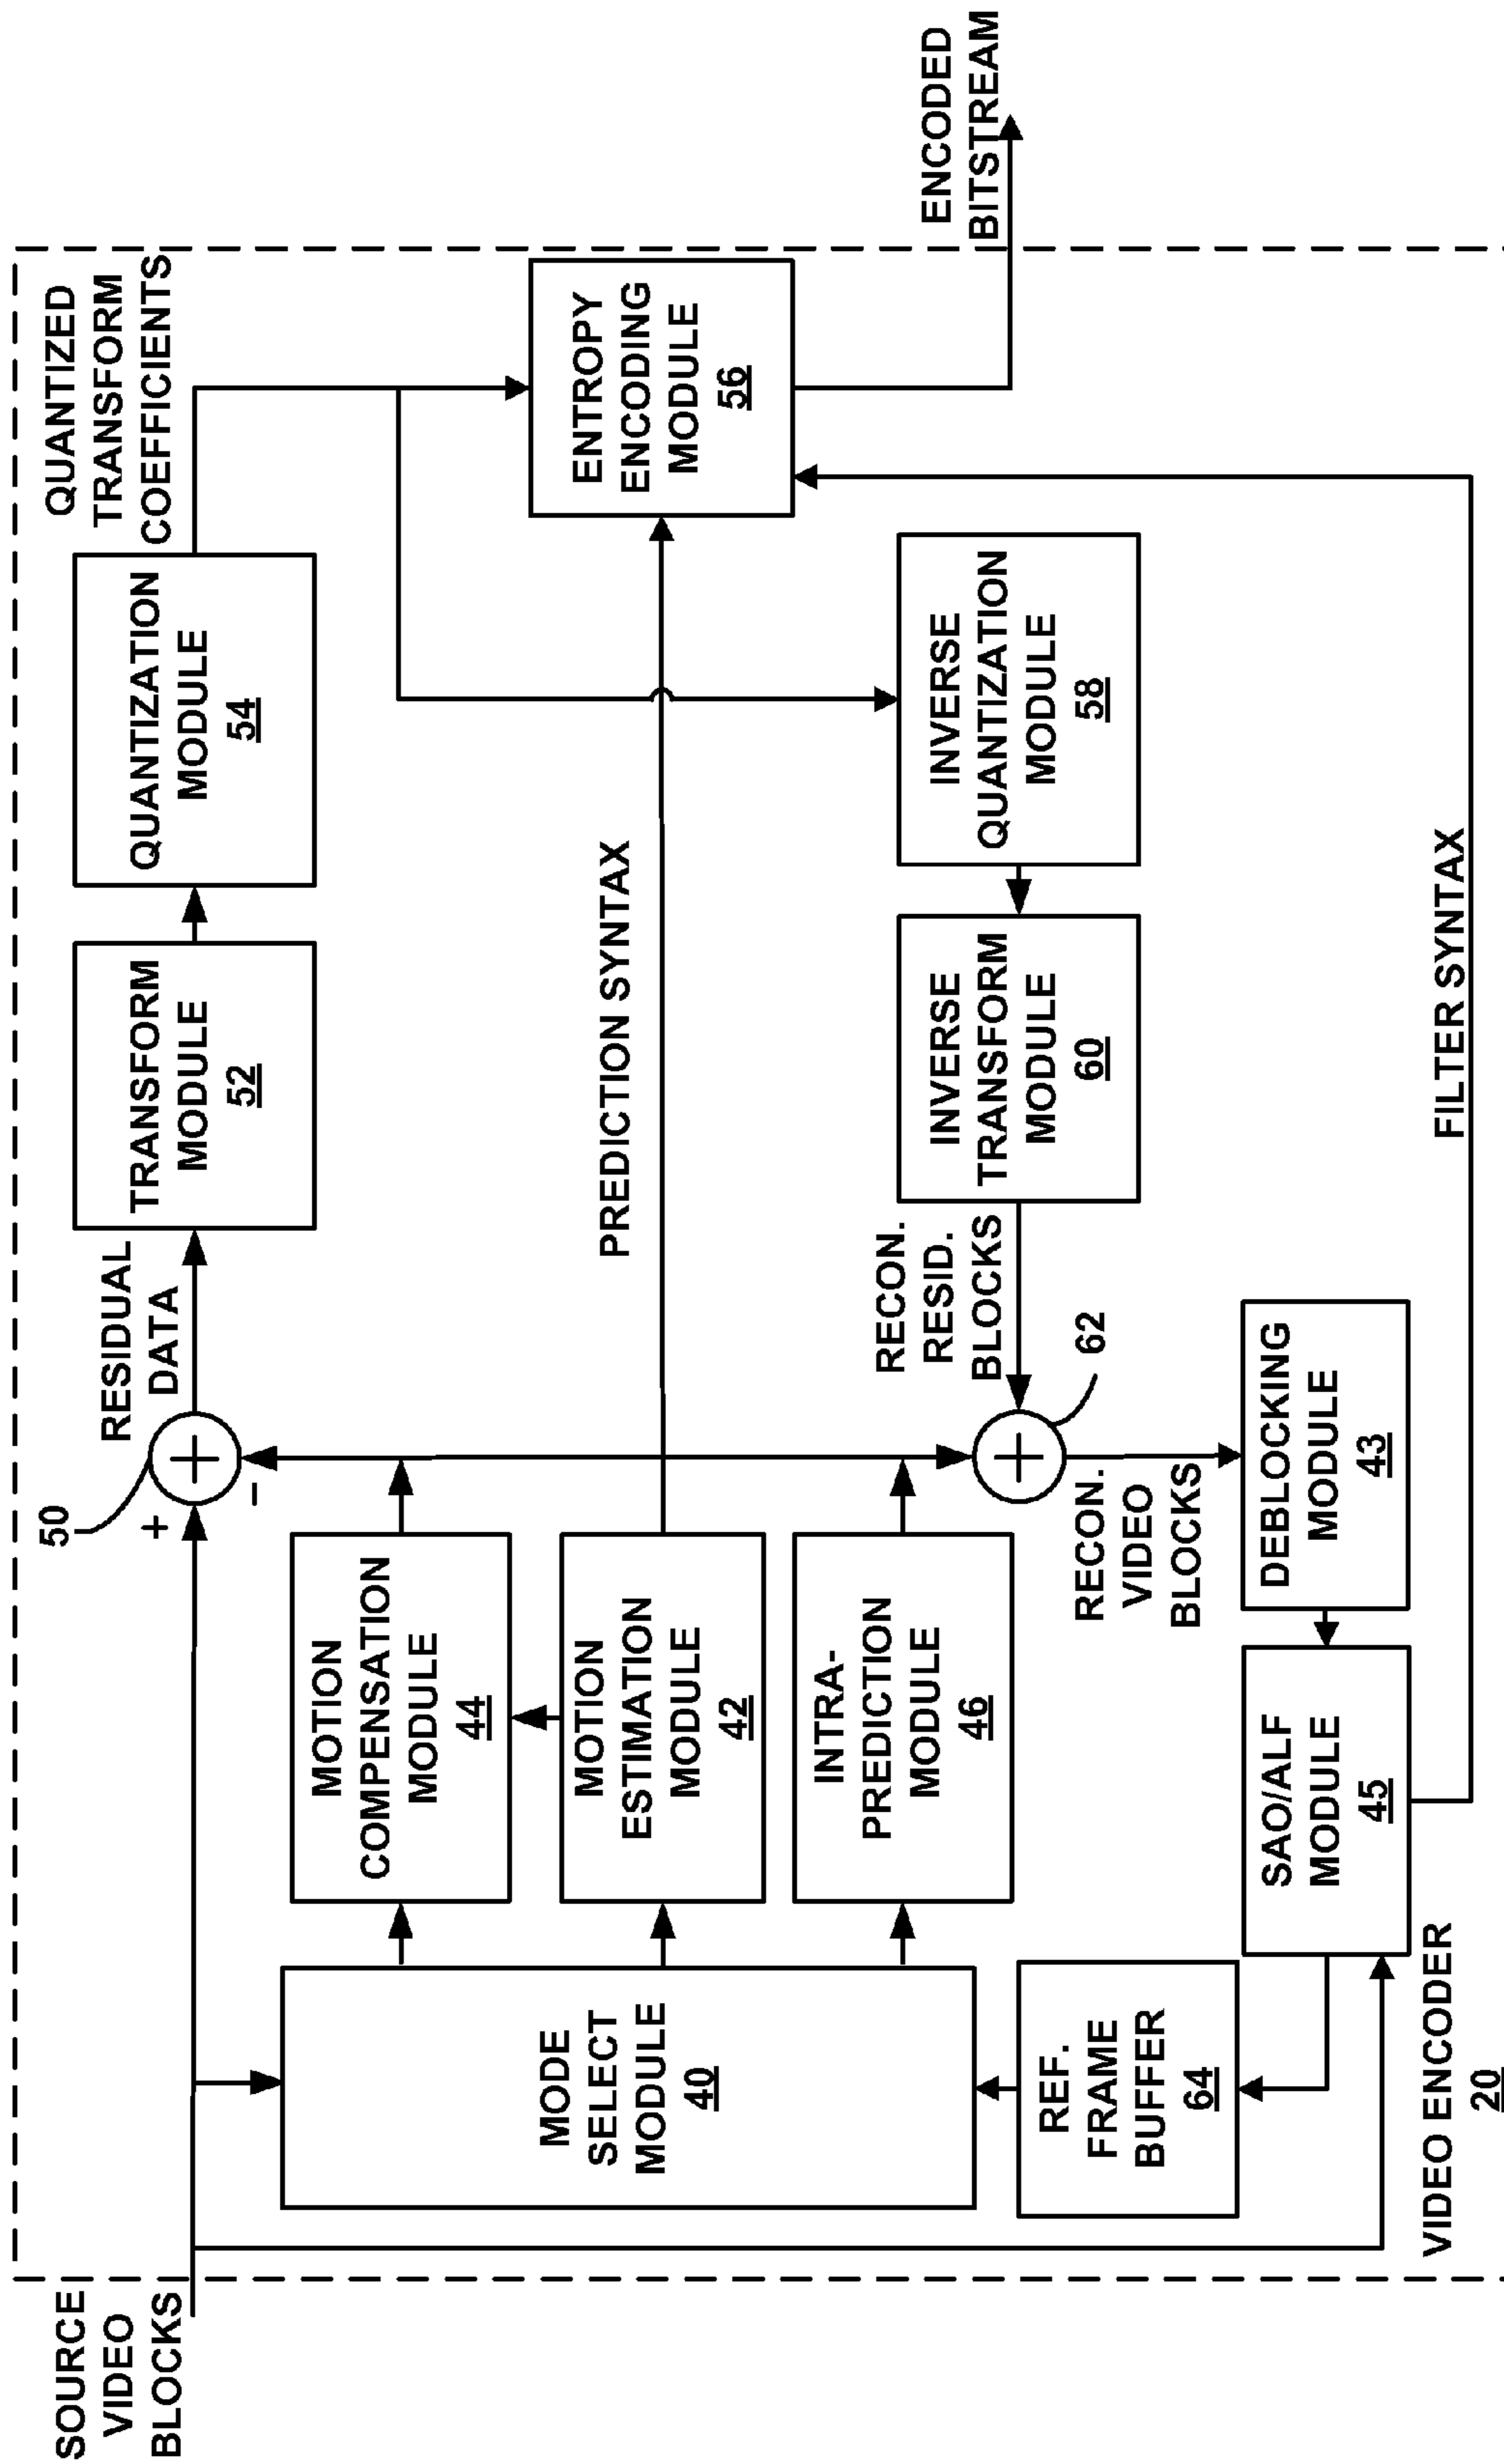 SOURCE
VIDEO
BLOCKS
50
+
−
RESIDUAL
DATA
TRANSFORM
MODULE
52
QUANTIZATION
MODULE
54
QUANTIZED
TRANSFORM
COEFFICIENTS
MODE
SELECT
MODULE
40
MOTION
COMPENSATION
MODULE
44
MOTION
ESTIMATION
MODULE
42
INTRA-
PREDICTION
MODULE
46
PREDICTION SYNTAX
ENTROPY
ENCODING
MODULE
56
ENCODED
BITSTREAM
INVERSE
QUANTIZATION
MODULE
58
INVERSE
TRANSFORM
MODULE
60
RECON.
RESID.
BLOCKS
62
RECON.
VIDEO
BLOCKS
DEBLOCKING
MODULE
43
SAO/ALF
MODULE
45
REF.
FRAME
BUFFER
64
FILTER SYNTAX
VIDEO ENCODER
20